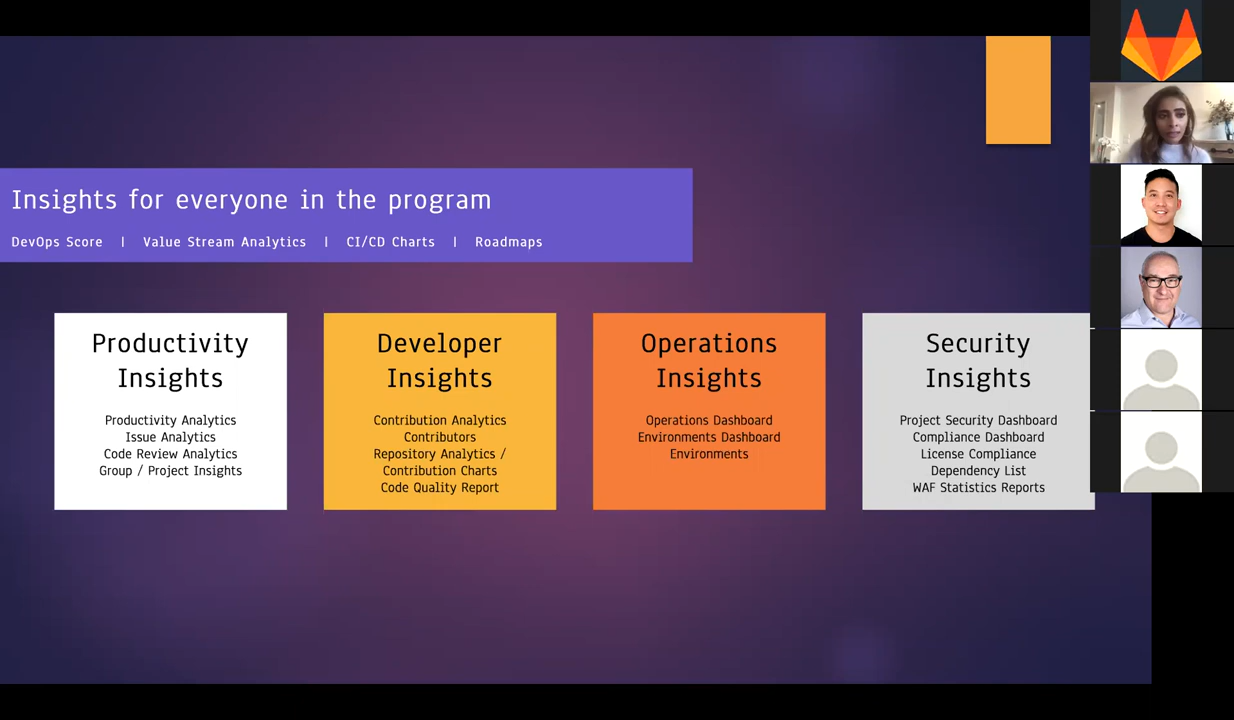 Insights for everyone in the program
DevOps Score | Value Stream Analytics | CI/CD Charts | Roadmaps
Productivity
Insights
Productivity Analytics
Issue Analytics
Code Review Analytics
Group / Project Insights
Developer
Insights
Contribution Analytics
Contributors
Repository Analytics /
Contribution Charts
Code Quality Report
Operations
Insights
Operations Dashboard
Environments Dashboard
Environments
Security
Insights
Project Security Dashboard
Compliance Dashboard
License Compliance
Dependency List
WAF Statistics Reports